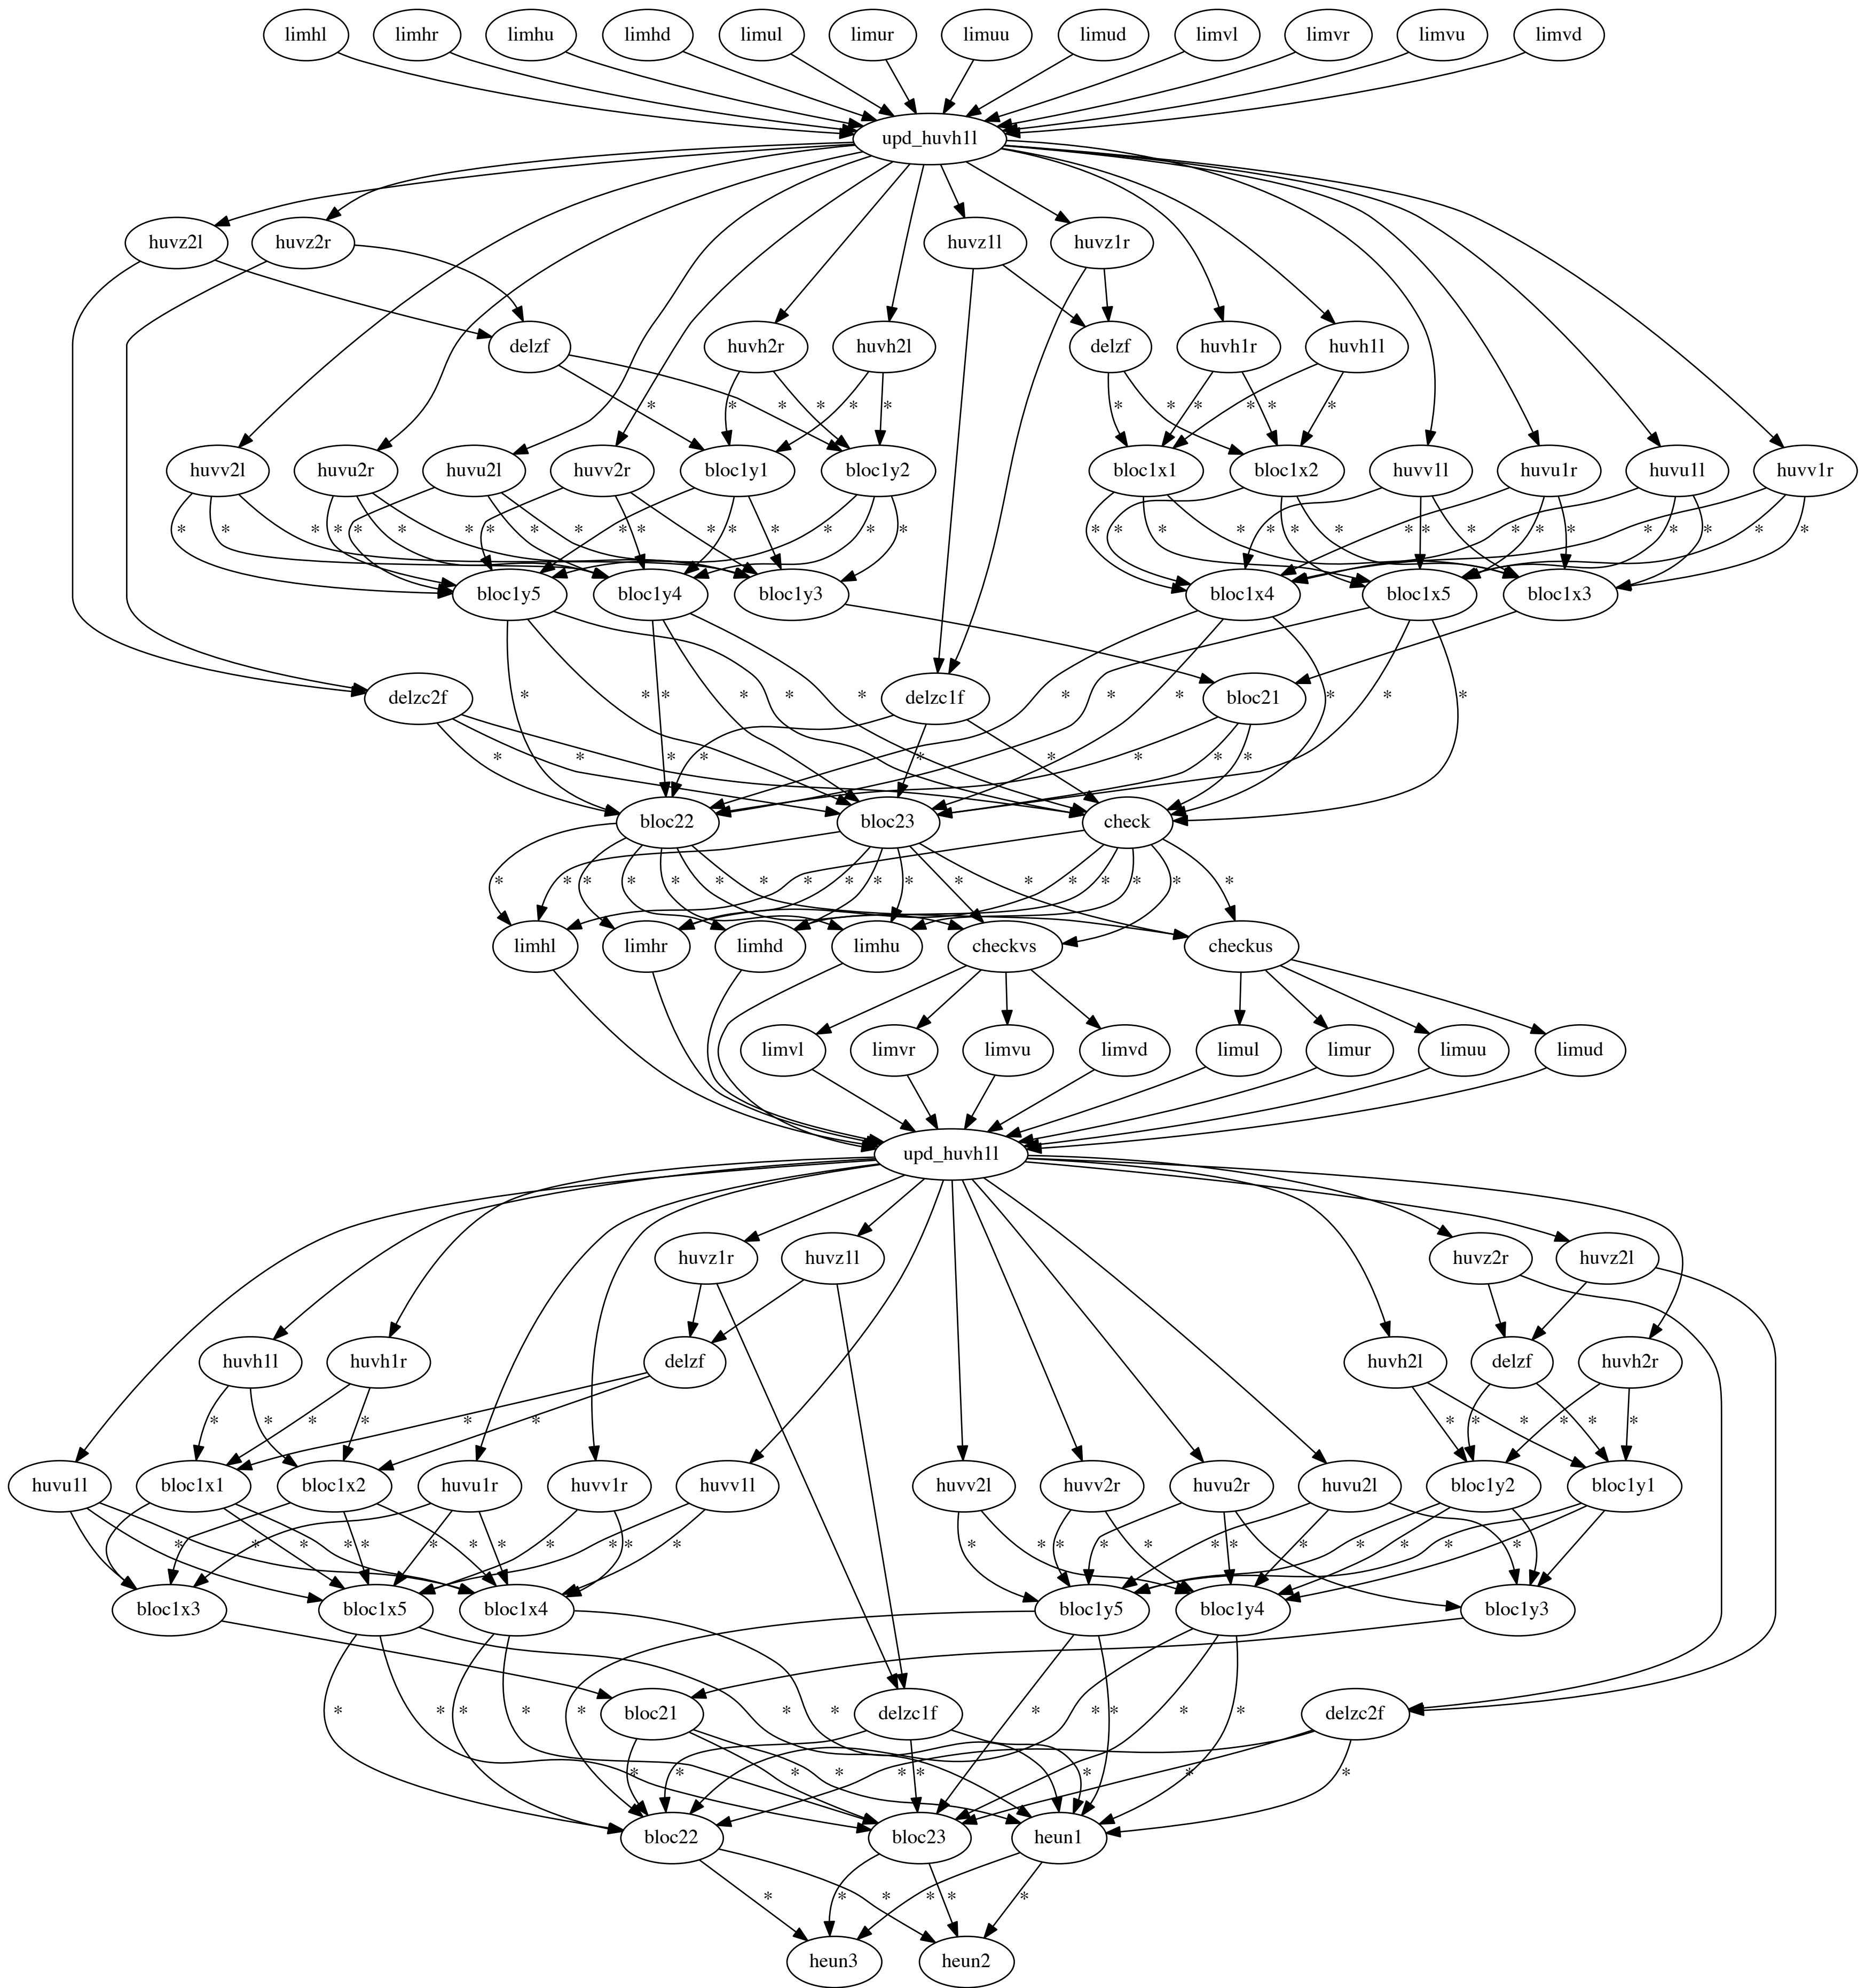 limhl limhr limhu limhd limul limur limuu limud limvl limvr limvu limvd
upd_huvh1l
huvz2l huvz2r huvz1l huvz1r
delzf huvh2r huvh2l delzf huvh1r huvh1l
* * * * * * * * * * *
huvv2l huvu2r huvu2l huvv2r bloc1y1 bloc1y2 bloc1x1 bloc1x2 huvv1l huvu1r huvu1l huvv1r
* * * * * * * * * * * * * * * * * * * * * * * * * * * * * * * * * * *
bloc1y5 bloc1y4 bloc1y3 bloc1x4 bloc1x5 bloc1x3
delzc2f * * * * * * delzc1f * * * bloc21 * * *
* * * * * * * * *
bloc22 bloc23 check
* * * * * * * * * * * * * * * * *
limhl limhr limhd limhu checkvs checkus
limvl limvr limvu limvd limul limur limuu limud
upd_huvh1l
huvz1r huvz1l huvz2r huvz2l
huvh1l huvh1r delzf huvh2l delzf huvh2r
* * * * * * * * * * * *
huvu1l bloc1x1 bloc1x2 huvu1r huvv1r huvv1l huvv2l huvv2r huvu2r huvu2l bloc1y2 bloc1y1
* * * * * * * * * * * * * * * * * * * * * * * *
bloc1x3 bloc1x5 bloc1x4 bloc1y5 bloc1y4 bloc1y3
* * * * bloc21 * * * delzc1f * * * * * delzc2f
* * * * * * * * *
bloc22 bloc23 heun1
* * * * * *
heun3 heun2